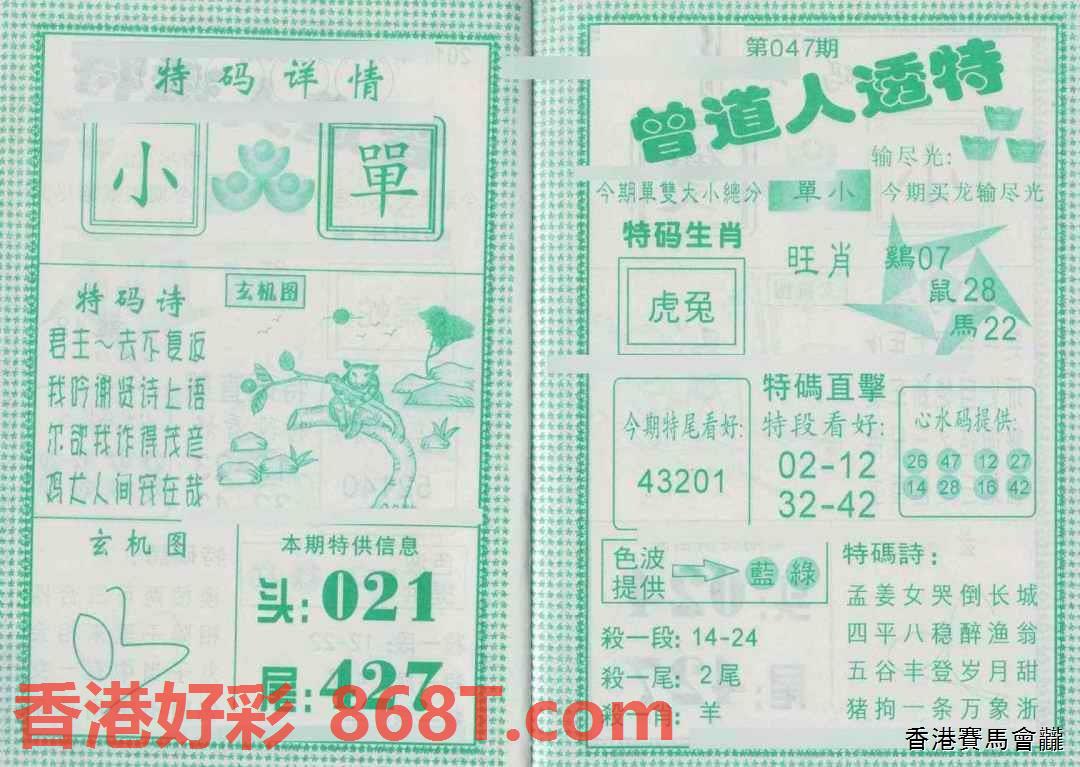 特码详情
小 單
特码诗
玄机图
君主～去不复返
我吟谢贤诗上语
尔欲我诈得茂彦
鸡犬人间宛在哉
玄机图
本期特供信息
头:021
尾:427
第047期
曾道人透特
输尽光:
今期單雙大小總分 單小 今期买龙输尽光
特码生肖
虎兔
旺肖
鷄07
鼠28
馬22
今期特尾看好:
43201
特碼直擊
特段看好:
02-12
32-42
心水码提供:
26 47 12 27
14 28 16 42
色波
提供
藍 綠
殺一段: 14-24
殺一尾: 2尾
殺一肖: 羊
特碼詩:
孟姜女哭倒长城
四平八稳醉渔翁
五谷丰登岁月甜
猪拘一条万象浙
香港好彩 868T.com
香港賽馬會